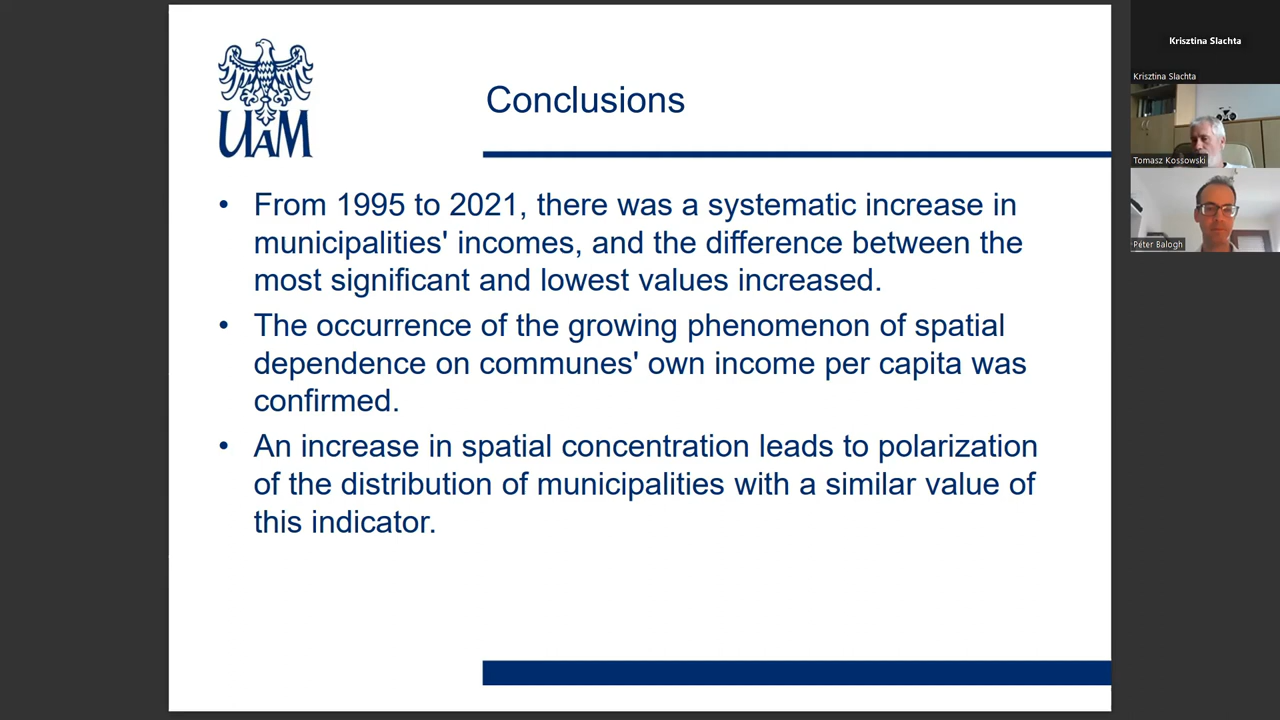 UAM
Conclusions
• From 1995 to 2021, there was a systematic increase in
municipalities' incomes, and the difference between the
most significant and lowest values increased.
• The occurrence of the growing phenomenon of spatial
dependence on communes' own income per capita was
confirmed.
• An increase in spatial concentration leads to polarization
of the distribution of municipalities with a similar value of
this indicator.
Krisztina Slachta
Krisztina Slachta
Tomasz Kossowski
Péter Balogh